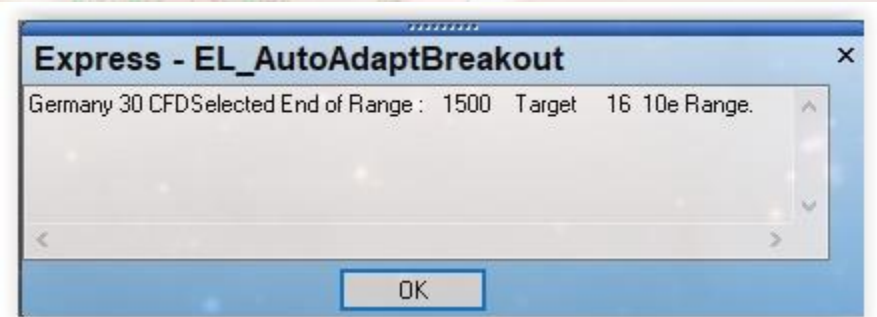 Express - EL_AutoAdaptBreakout
Germany 30 CFDSelected End of Range : 1500 Target 16 10e Range.
OK